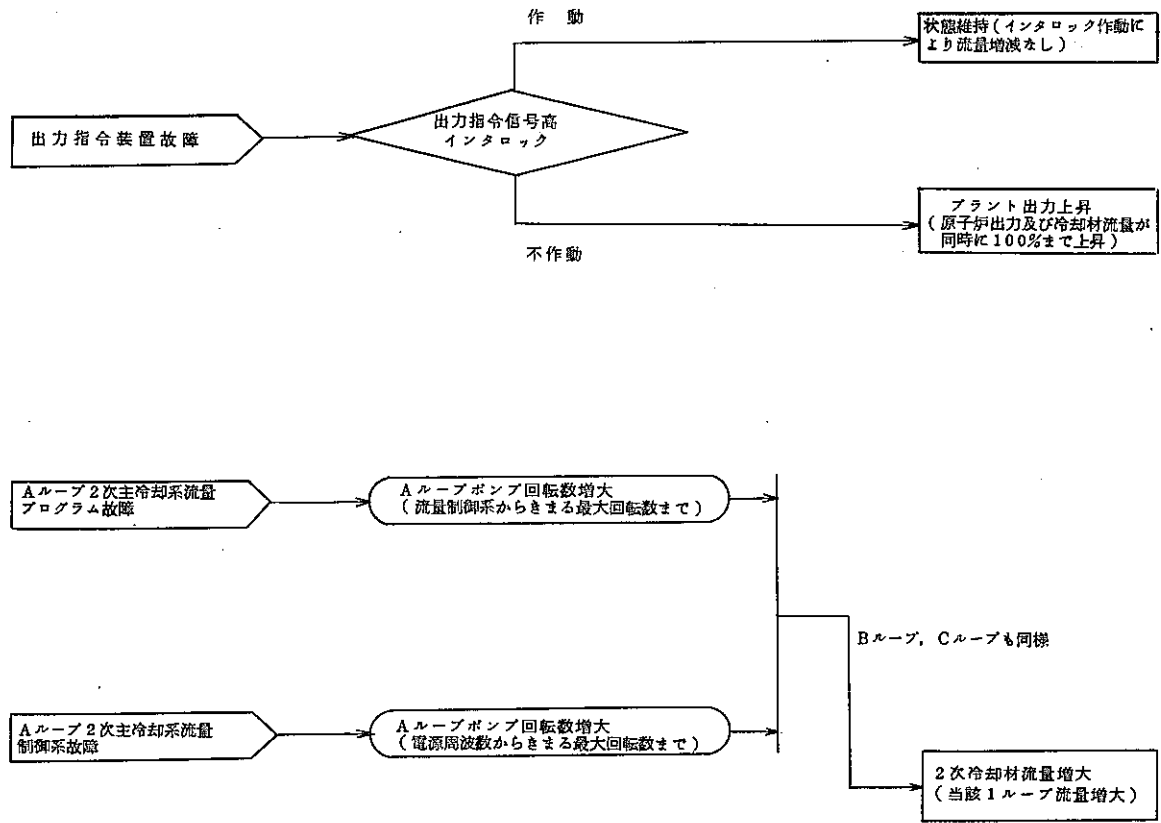 作 動
状態維持(インタロック作動に
より流量増減なし)
出力指令装置故障
出力指令信号高
インタロック
プラント出力上昇
(原子炉出力及び冷却材流量が
同時に100%まで上昇)
不作動
Aループ2次主冷却系流量
プログラム故障
Aループポンプ回転数増大
(流量制御系からきまる最大回転数まで)
Bループ,Cループも同様
Aループ2次主冷却系流量
制御系故障
Aループポンプ回転数増大
(電源周波数からきまる最大回転数まで)
2次冷却材流量増大
(当該1ループ流量増大)